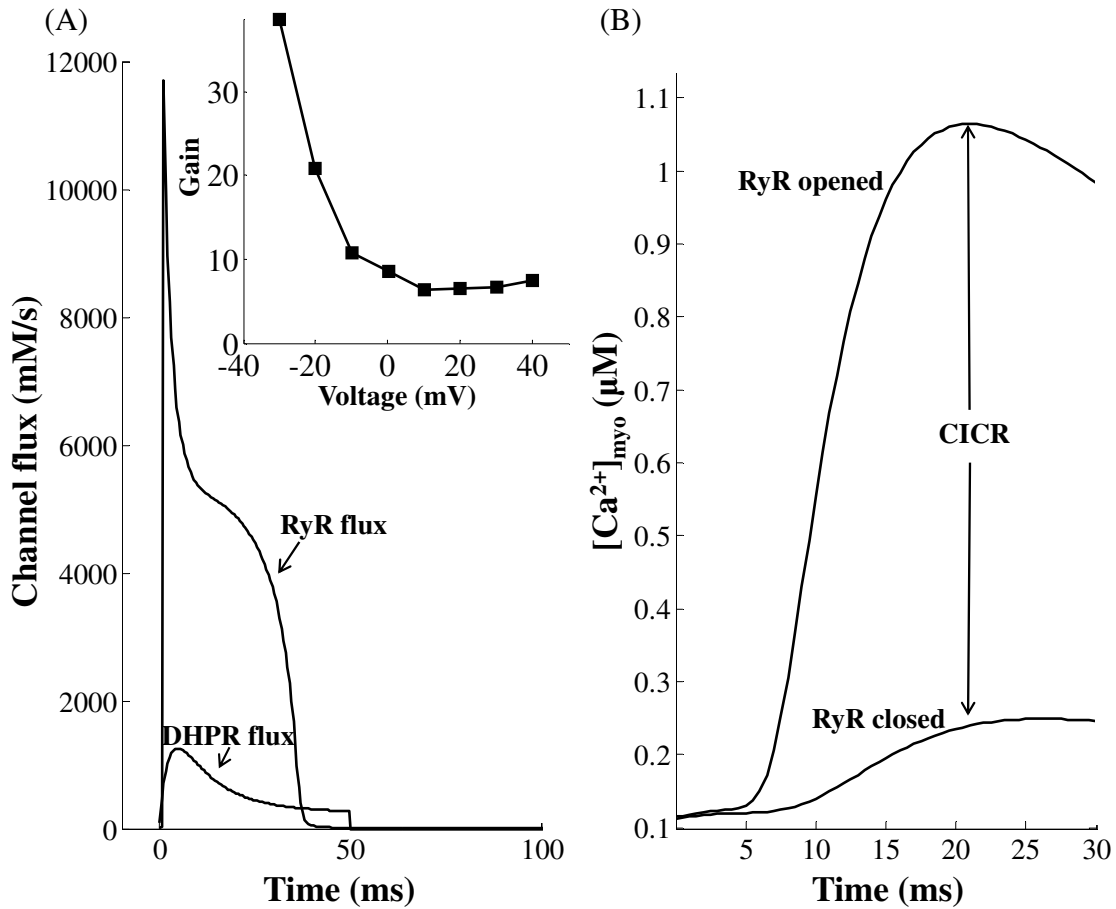 (A)
Channel flux (mM/s)
12000
10000
8000
6000
4000
2000
0
0
50
100
Time (ms)
RyR flux
DHPR flux
Gain
30
20
10
0
-40
-20
0
20
40
Voltage (mV)
(B)
[Ca²⁺]myo (μM)
1.1
1
0.9
0.8
0.7
0.6
0.5
0.4
0.3
0.2
0.1
5
10
15
20
25
30
Time (ms)
RyR opened
CICR
RyR closed